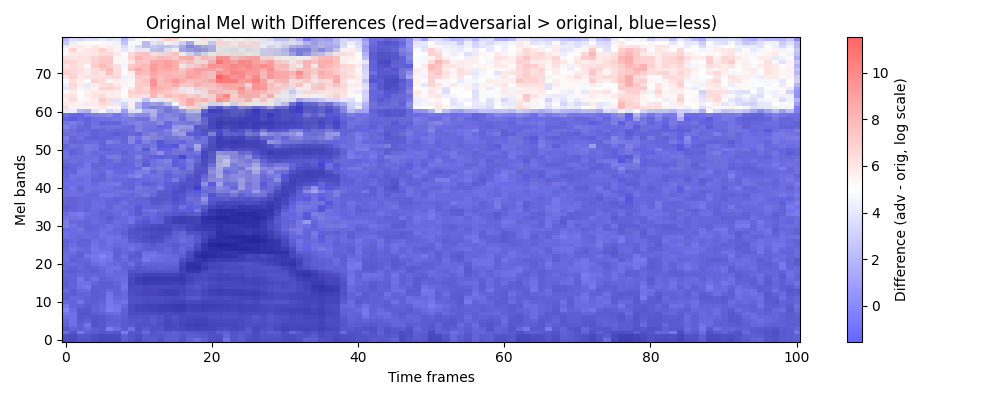 Original Mel with Differences (red=adversarial > original, blue=less)
Mel bands
70
60
50
40
30
20
10
0
0 20 40 60 80 100
Time frames
10
8
6
4
2
0
Difference (adv - orig, log scale)